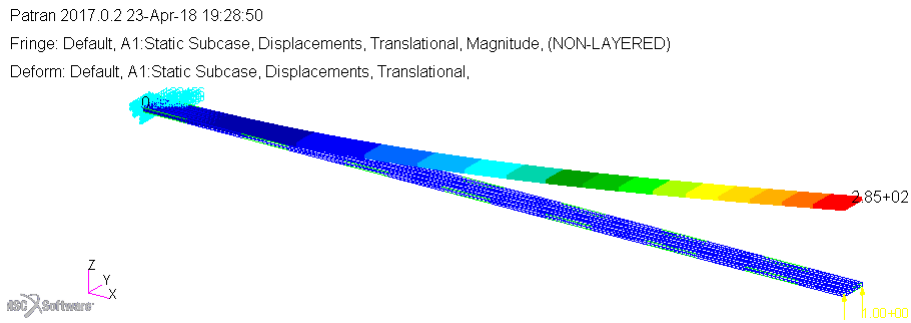 Patran 2017.0.2 23-Apr-18 19:28:50
Fringe: Default, A1:Static Subcase, Displacements, Translational, Magnitude, (NON-LAYERED)
Deform: Default, A1:Static Subcase, Displacements, Translational,
0
2.85+02
Z
Y
X
Software
1.00+00